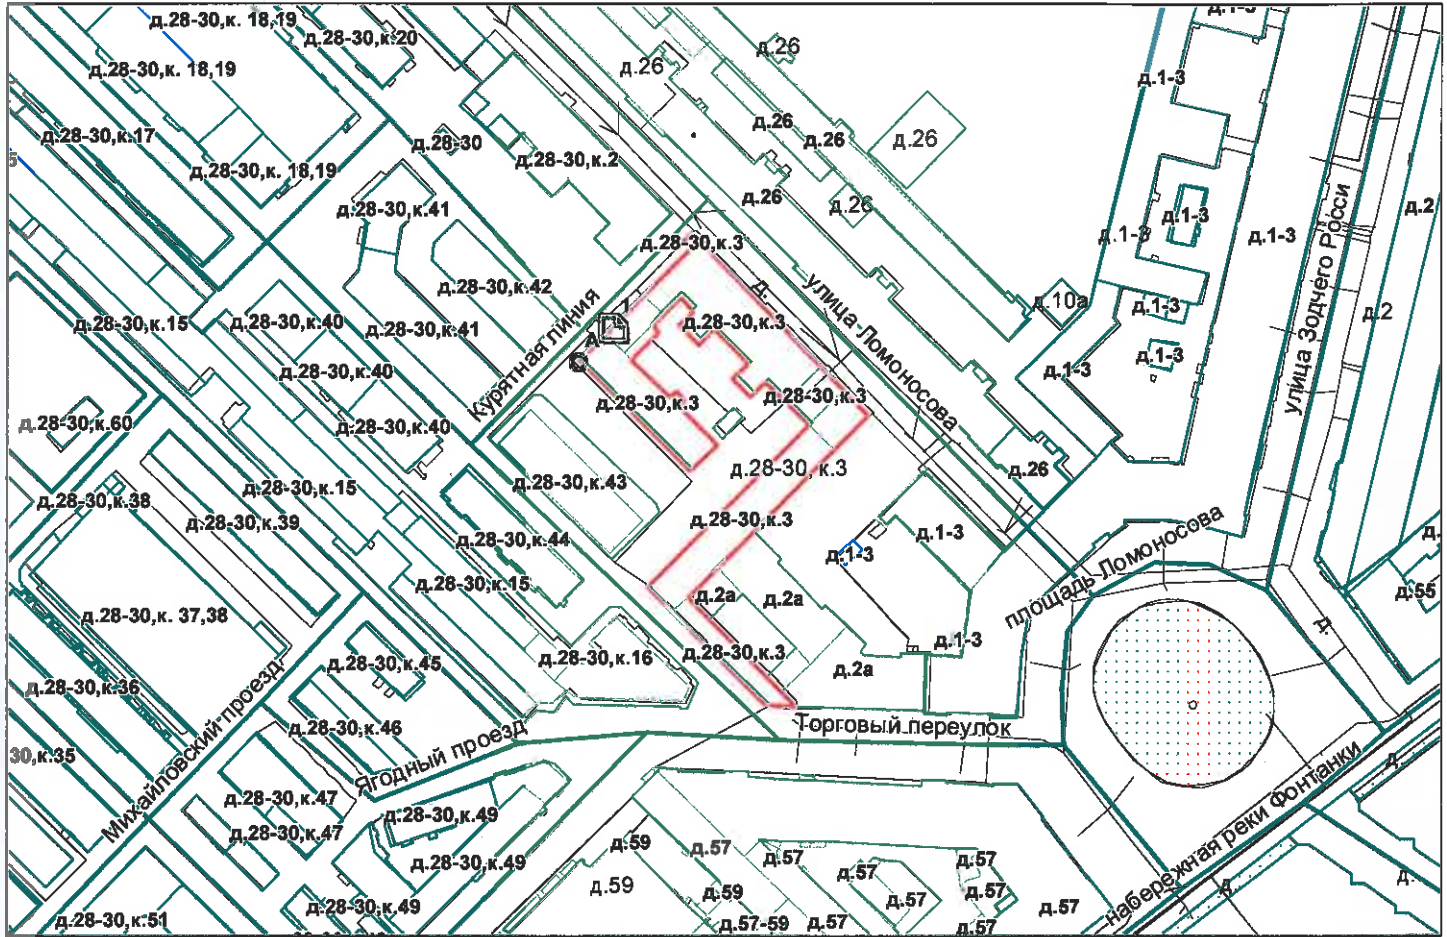 д.28-30,к. 18,19
д.28-30,к.20
д.28-30,к. 18,19
д.26
д.26
д.1-3
д.1-3
д.28-30,к.17
д.28-30
д.28-30,к.2
д.26
д.26
д.26
д.28-30,к. 18,19
д.26
д.26
д.28-30,к.41
д.1-3
д.1-3
д.1-3
д.2
д.28-30,к.3
д.28-30,к.42
д.28-30,к.15
д.28-30,к.40
д.28-30,к.41
Курятная линия
А
д.
д.28-30,к.3
улица Ломоносова
д.10а
д.1-3
д.1-3
д.1-3
улица Зодчего Росси
д.2
д.28-30,к.40
д.28-30,к.3
д.28-30,к.3
д.28-30,к.60
д.28-30,к.40
д.28-30, к.3
д.26
д.28-30,к.43
д.28-30,к.15
д.28-30,к.38
д.28-30,к.39
д.28-30,к.3
д.28-30,к.44
д.1-3
д.1-3
площадь Ломоносова
д.
д.28-30,к.15
д.2а
д.2а
д.55
д.28-30,к. 37,38
д.
д.28-30,к.45
д.28-30,к.16
д.28-30,к.3
д.1-3
д.2а
д.28-30,к.36
Михайловский проезд
д.28-30,к.46
Торговый переулок
30,к.35
Ягодный проезд
д.28-30,к.47
д.28-30,к.47
д.28-30,к.49
д.28-30,к.49
д.59
д.57
д.57
д.57
д.57
набережная реки Фонтанки
д.
д.59
д.59
д.57
д.57
д.
д.
д.28-30,к.51
д.28-30,к.49
д.57-59
д.57
д.57
д.57